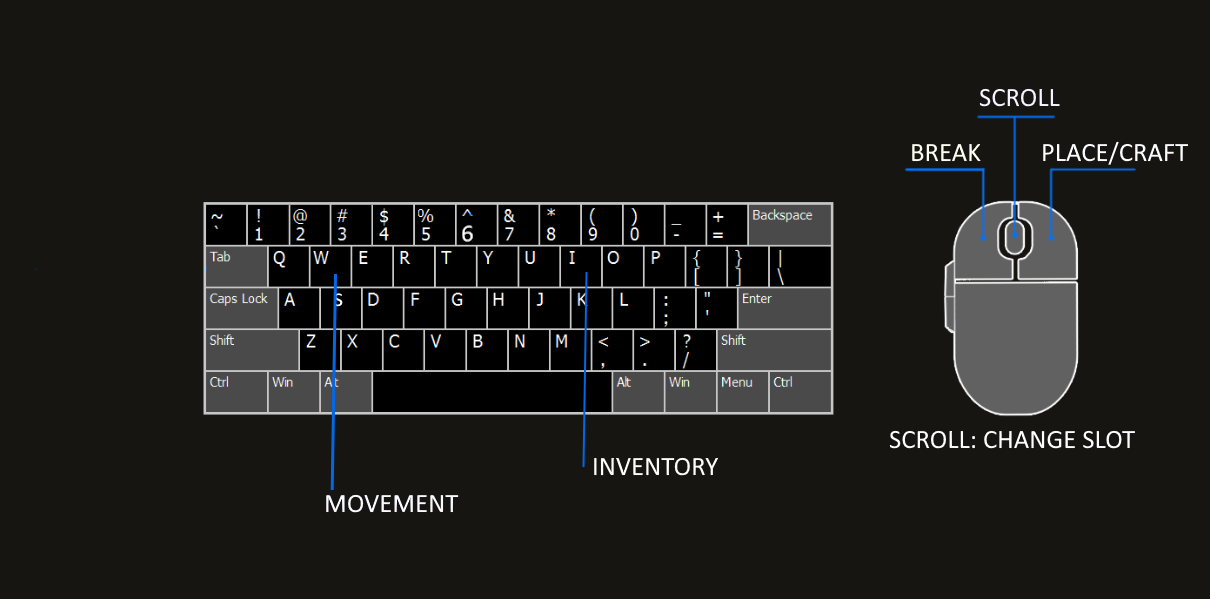 SCROLL
BREAK PLACE/CRAFT
~ ! @ # $ % ^ & * ( ) _ + Backspace
` 1 2 3 4 5 6 7 8 9 0 - =
Tab Q W E R T Y U I O P { } |
[ ] \
Caps Lock A S D F G H J K L : " Enter
; '
Shift Z X C V B N M < > ? Shift
, . /
Ctrl Win Alt Alt Win Menu Ctrl
SCROLL: CHANGE SLOT
INVENTORY
MOVEMENT